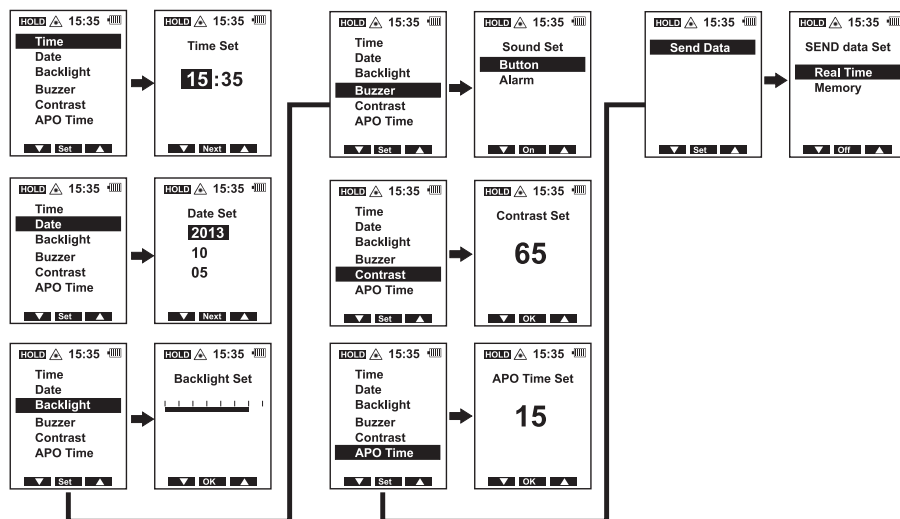 HOLD 15:35
Time
Date
Backlight
Buzzer
Contrast
APO Time
Set
HOLD 15:35
Time Set
15:35
Next
HOLD 15:35
Time
Date
Backlight
Buzzer
Contrast
APO Time
Set
HOLD 15:35
Date Set
2013
10
05
Next
HOLD 15:35
Time
Date
Backlight
Buzzer
Contrast
APO Time
Set
HOLD 15:35
Backlight Set
OK
HOLD 15:35
Time
Date
Backlight
Buzzer
Contrast
APO Time
Set
HOLD 15:35
Sound Set
Button
Alarm
On
HOLD 15:35
Time
Date
Backlight
Buzzer
Contrast
APO Time
Set
HOLD 15:35
Contrast Set
65
OK
HOLD 15:35
Time
Date
Backlight
Buzzer
Contrast
APO Time
Set
HOLD 15:35
APO Time Set
15
OK
HOLD 15:35
Send Data
Set
HOLD 15:35
SEND data Set
Real Time
Memory
Off